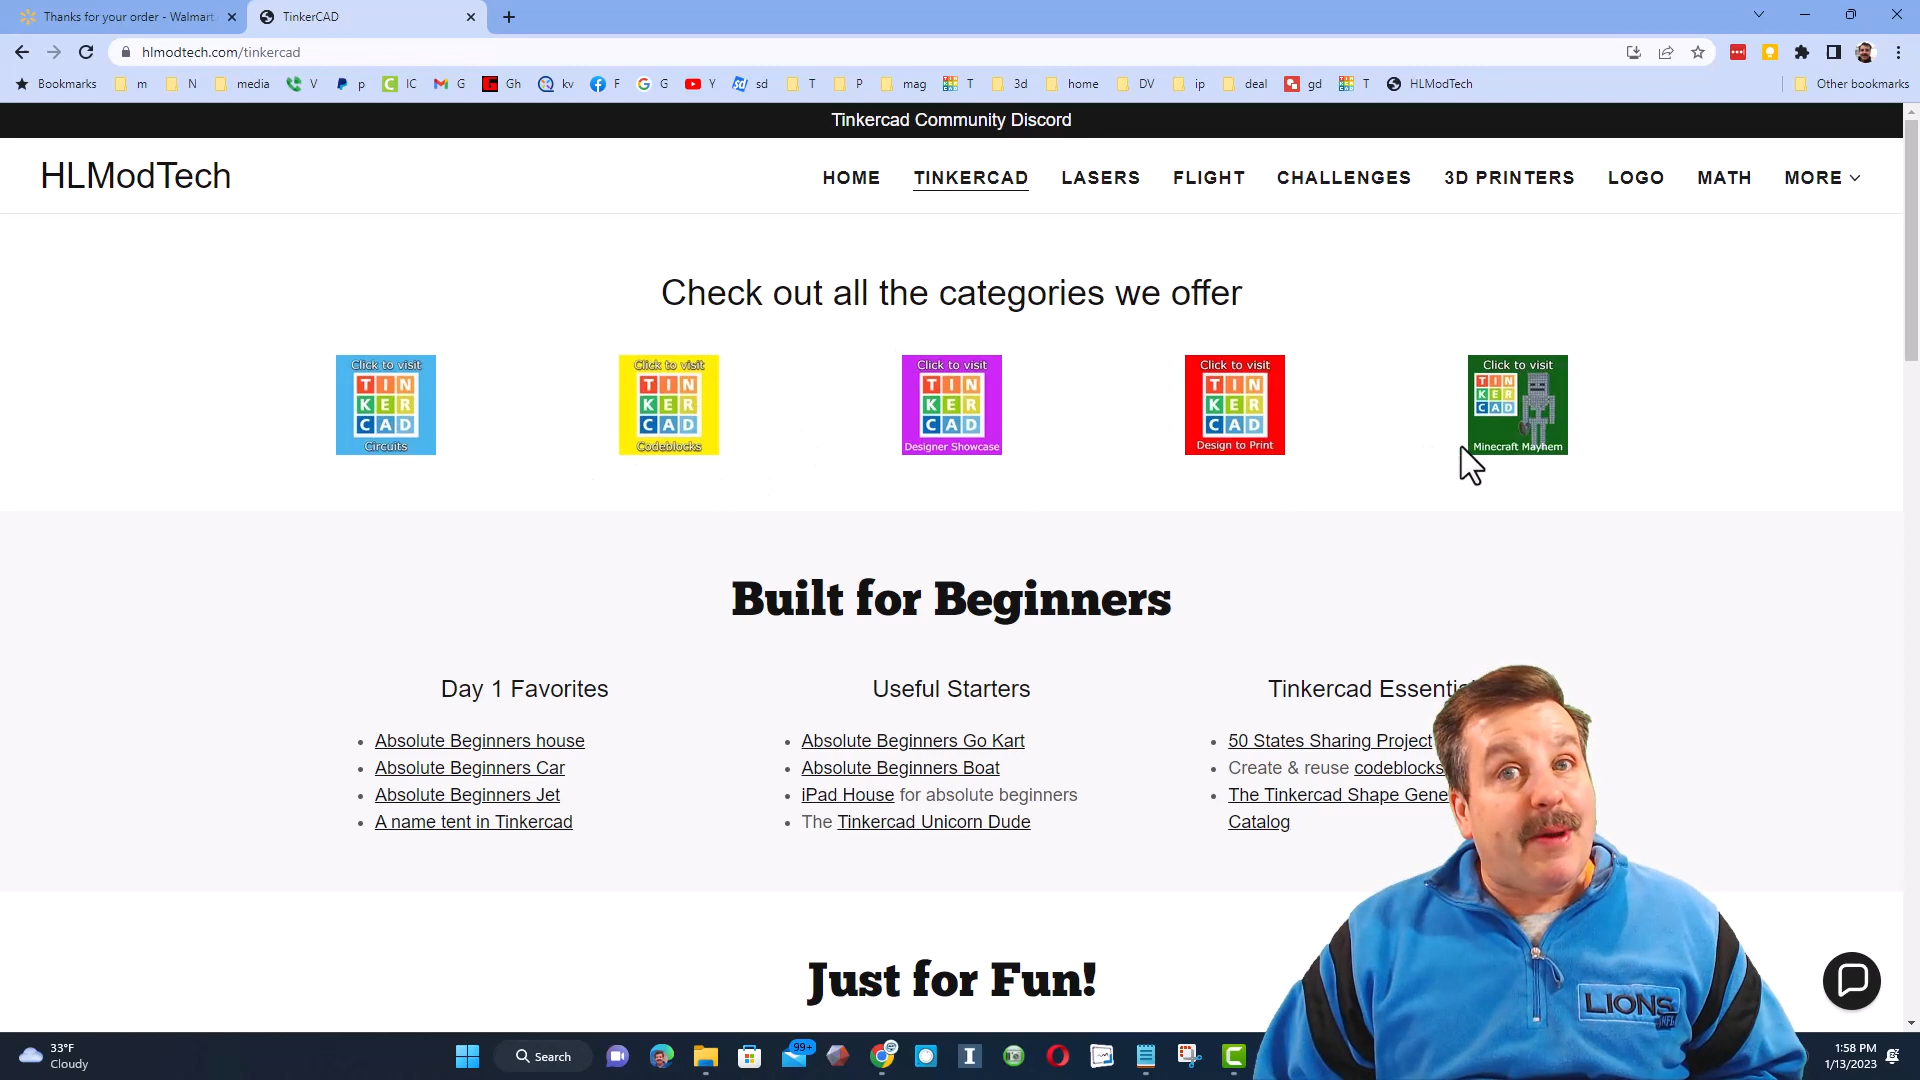 Thanks for your order - Walmart.
TinkerCAD
hlmodtech.com/tinkercad
Bookmarks m N media V p IC G Gh kv F G Y sd T P mag T 3d home DV ip deal gd T HLModTech Other bookmarks
Tinkercad Community Discord
HLModTech
HOME TINKERCAD LASERS FLIGHT CHALLENGES 3D PRINTERS LOGO MATH MORE
Check out all the categories we offer
Click to visit
TIN
KER
CAD
Circuits
Click to visit
TIN
KER
CAD
Codeblocks
Click to visit
TIN
KER
CAD
Designer Showcase
Click to visit
TIN
KER
CAD
Design to Print
Click to visit
TIN
KER
CAD
Minecraft Mayhem
Built for Beginners
Day 1 Favorites
Absolute Beginners house
Absolute Beginners Car
Absolute Beginners Jet
A name tent in Tinkercad
Useful Starters
Absolute Beginners Go Kart
Absolute Beginners Boat
iPad House for absolute beginners
The Tinkercad Unicorn Dude
Tinkercad Essenti
50 States Sharing Project
Create & reuse codeblocks
The Tinkercad Shape Gene
Catalog
Just for Fun!
LIONS
NFL
33°F
Cloudy
Search
99+
1:58 PM
1/13/2023